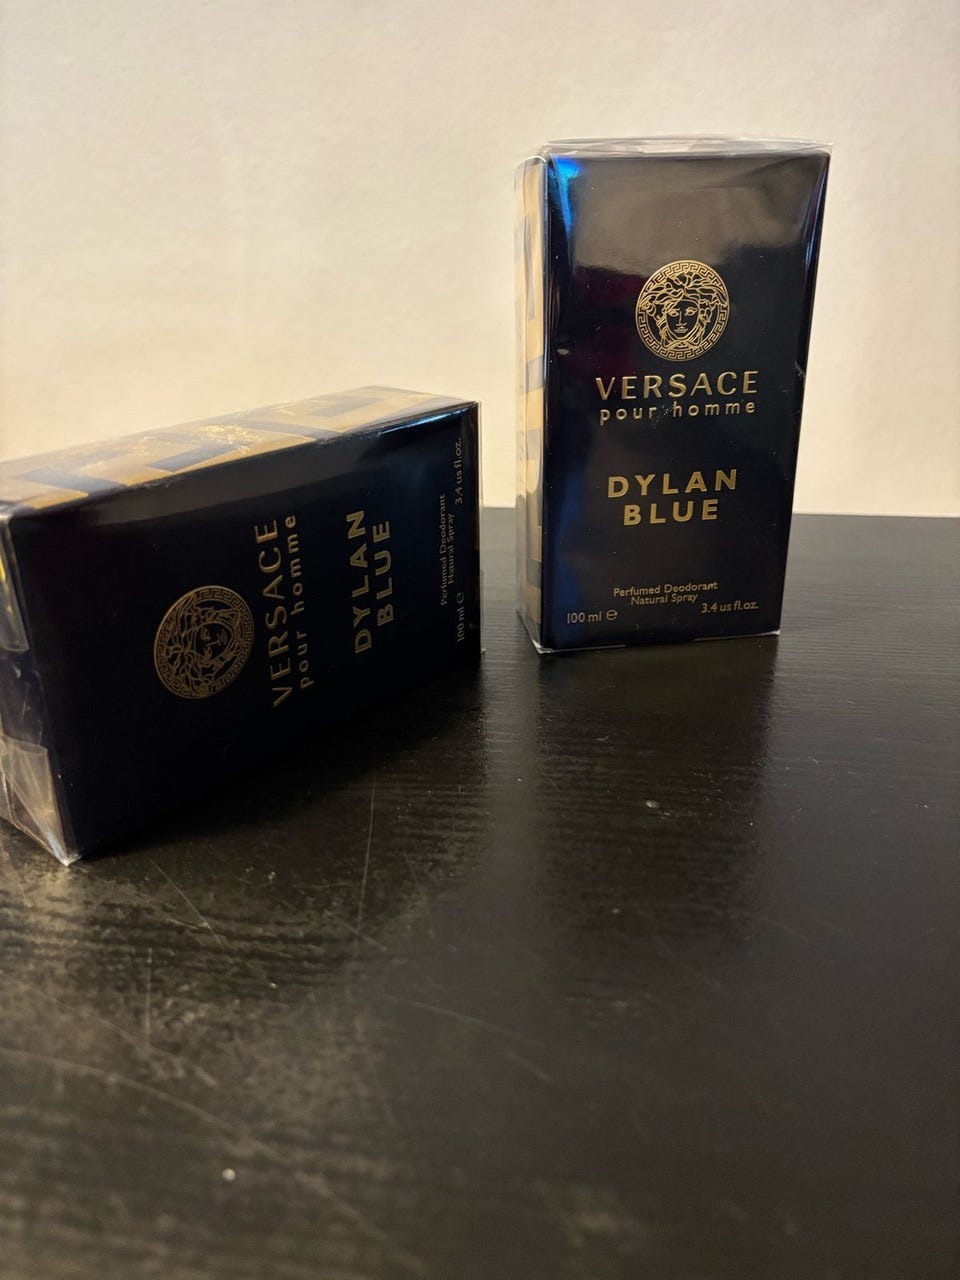 VERSACE
pour homme
DYLAN
BLUE
Perfumed Deodorant
Natural Spray
100 ml ℮ 3.4 us fl.oz.
VERSACE
pour homme
DYLAN
BLUE
Perfumed Deodorant
Natural Spray
100 ml ℮ 3.4 us fl.oz.